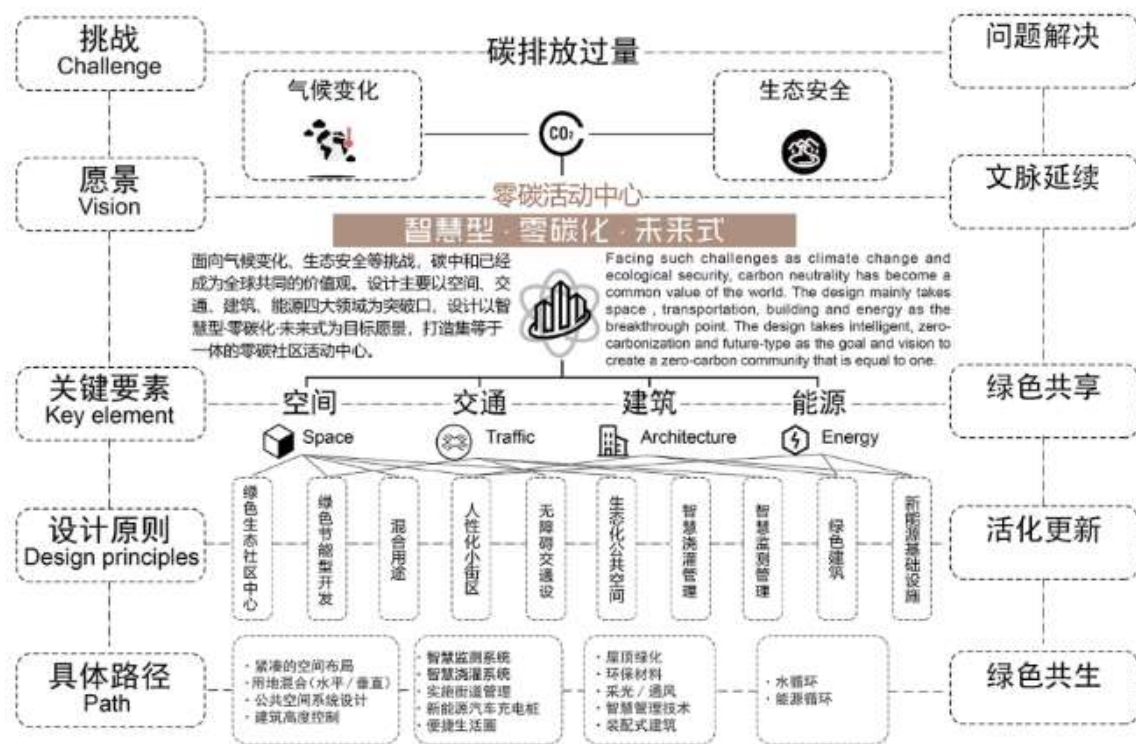 挑战
Challenge
碳排放过量
问题解决
气候变化
生态安全
CO₂
愿景
Vision
零碳活动中心
文脉延续
智慧型·零碳化·未来式
面向气候变化、生态安全等挑战，碳中和已经
成为全球共同的价值观。设计主要以空间、交
通、建筑、能源四大领域为突破口，设计以智
慧型·零碳化·未来式为目标愿景，打造集等于
一体的零碳社区活动中心。
Facing such challenges as climate change and
ecological security, carbon neutrality has become a
common value of the world. The design mainly takes
space , transportation, building and energy as the
breakthrough point. The design takes intelligent, zero-
carbonization and future-type as the goal and vision to
create a zero-carbon community that is equal to one.
关键要素
Key element
空间
交通
建筑
能源
绿色共享
Space
Traffic
Architecture
Energy
设计原则
Design principles
绿色生态社区中心
绿色节能型开发
混合用途
人性化小街区
无障碍交通设
生态化公共空间
智慧浇灌管理
智慧监测管理
绿色建筑
新能源基础设施
活化更新
具体路径
Path
·紧凑的空间布局
·用地混合(水平/垂直)
·公共空间系统设计
·建筑高度控制
·智慧监测系统
·智慧浇灌系统
·实施街道管理
·新能源汽车充电桩
·便捷生活圈
·屋顶绿化
·环保材料
·采光/通风
·智慧管理技术
·装配式建筑
·水循环
·能源循环
绿色共生